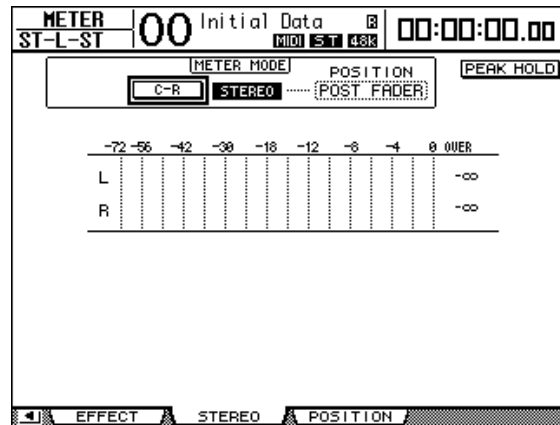 METER
ST-L-ST
00 Initial Data R
MIDI ST 48K
00:00:00.00
METER MODE
C-R STEREO POSITION
POST FADER
PEAK HOLD
-72 -56 -42 -30 -18 -12 -8 -4 0 OVER
L -∞
R -∞
EFFECT STEREO POSITION